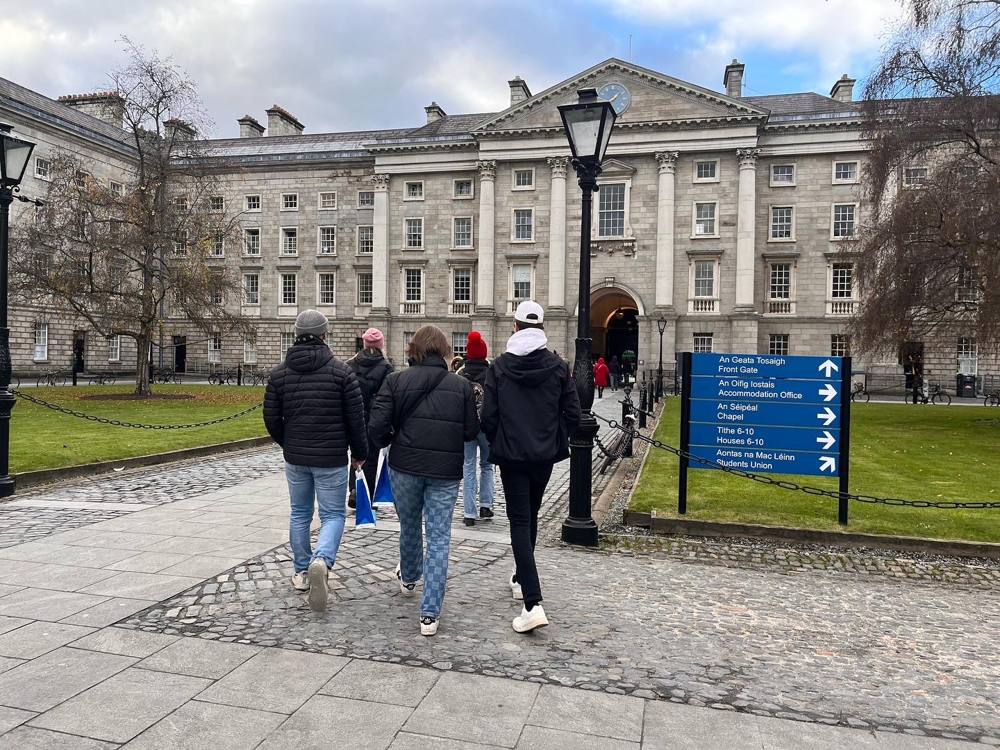 An Geata Tosaigh
Front Gate
An Oifig Iostais
Accommodation Office
An Séipéal
Chapel
Tithe 6-10
Houses 6-10
Aontas na Mac Léinn
Students Union